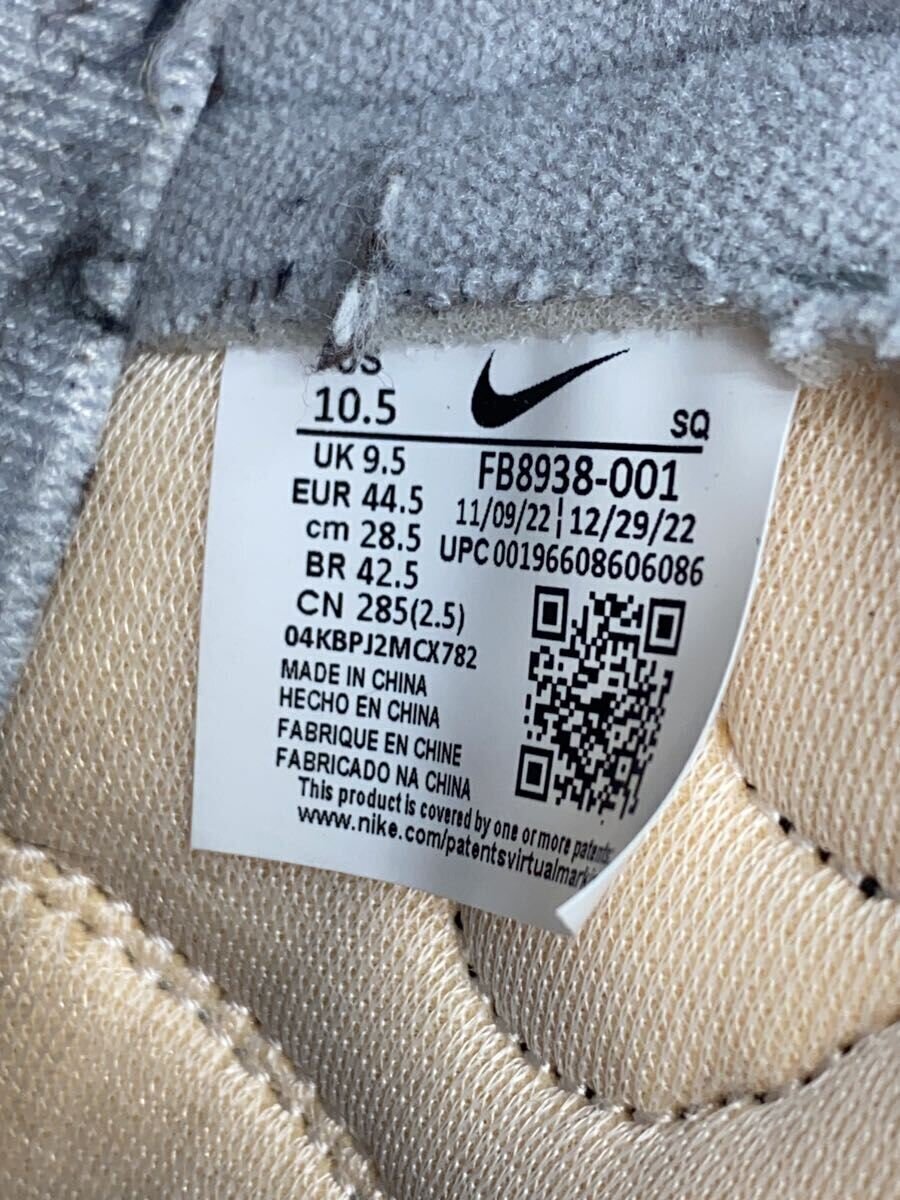 US
10.5
SQ
UK 9.5
EUR 44.5
cm 28.5
BR 42.5
CN 285(2.5)
04KBPJ2MCX782
FB8938-001
11/09/22 | 12/29/22
UPC 00196608606086
MADE IN CHINA
HECHO EN CHINA
FABRIQUE EN CHINE
FABRICADO NA CHINA
This product is covered by one or more patents.
www.nike.com/patentsvirtualmarki